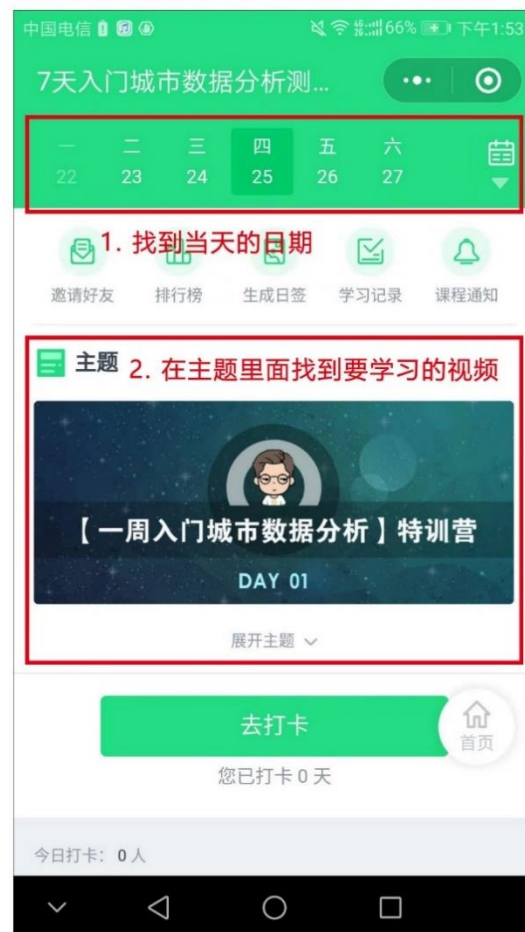 中国电信 66% 下午1:53
7天入门城市数据分析测...
一 二 三 四 五 六
22 23 24 25 26 27
1. 找到当天的日期
邀请好友 排行榜 生成日签 学习记录 课程通知
主题
2. 在主题里面找到要学习的视频
【一周入门城市数据分析】特训营
DAY 01
展开主题
去打卡
首页
您已打卡 0 天
今日打卡： 0 人